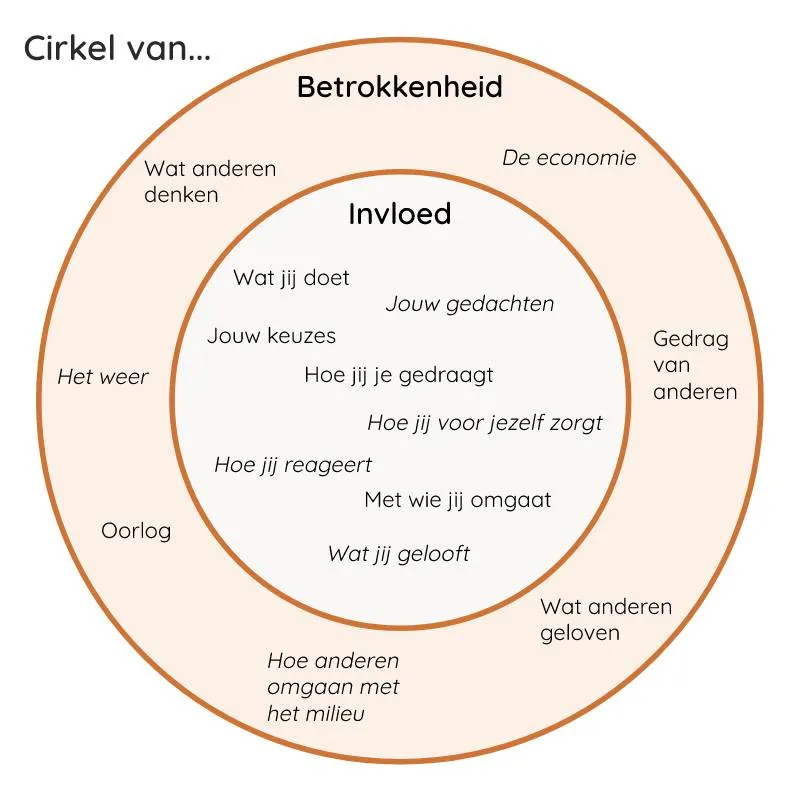 Cirkel van...
Betrokkenheid
De economie
Wat anderen
denken
Invloed
Wat jij doet
Jouw gedachten
Jouw keuzes
Gedrag
van
anderen
Het weer
Hoe jij je gedraagt
Hoe jij voor jezelf zorgt
Hoe jij reageert
Met wie jij omgaat
Oorlog
Wat jij gelooft
Wat anderen
geloven
Hoe anderen
omgaan met
het milieu